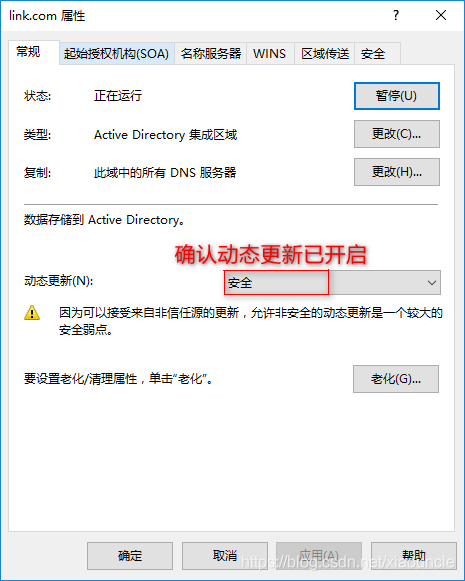 link.com 属性
?
常规 起始授权机构(SOA) 名称服务器 WINS 区域传送 安全
状态: 正在运行 暂停(U)
类型: Active Directory 集成区域 更改(C)...
复制: 此域中的所有 DNS 服务器 更改(H)...
数据存储到 Active Directory。
确认动态更新已开启
动态更新(N): 安全
因为可以接受来自非信任源的更新，允许非安全的动态更新是一个较大的
安全弱点。
要设置老化/清理属性，单击“老化”。 老化(G)...
确定 取消 应用(A) 帮助
https://blog.csdn.net/xiaouncle